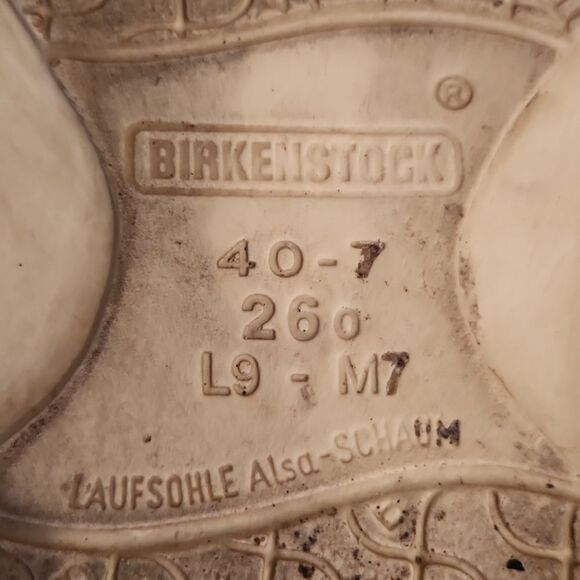 ®
BIRKENSTOCK
40-7
260
L9 - M7
LAUFSOHLE Alsa-SCHAUM